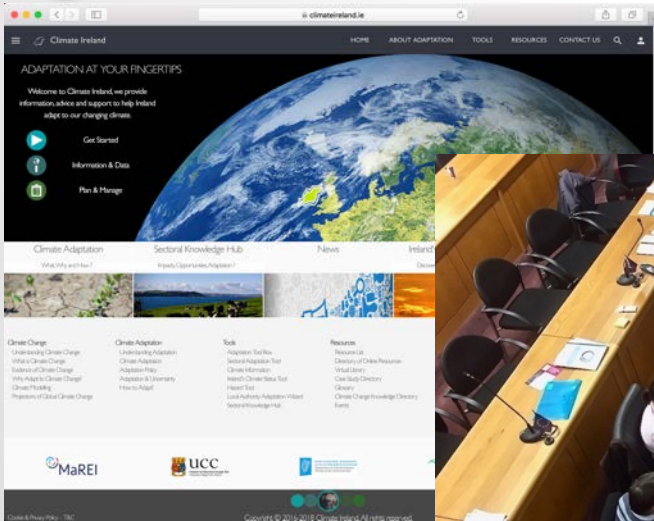 climateireland.ie
Climate Ireland
HOME ABOUT ADAPTATION TOOLS RESOURCES CONTACT US
ADAPTATION AT YOUR FINGERTIPS
Welcome to Climate Ireland, we provide
information, advice and support to help Ireland
adapt to our changing climate.
Get Started
Information & Data
Plan & Manage
Climate Adaptation Sectoral Knowledge Hub News Ireland's
What, Why and How? Impacts, Opportunities, Adaptation?
Climate Change
Understanding Climate Change
What is Climate Change
Evidence of Climate Change
Why Adapt to Climate Change?
Climate Modelling
Projections of Global Climate Change
Climate Adaptation
Understanding Adaptation
Climate Adaptation
Adaptation Policy
Adaptation & Uncertainty
How to Adapt?
Tools
Adaptation Tool Box
Sectoral Adaptation Tool
Climate Information
Ireland's Climate Status Tool
Hazard Tool
Local Authority Adaptation Wizard
Sectoral Knowledge Hub
Resources
Resource List
Directory of Online Resources
Virtual Library
Case Study Directory
Glossary
Climate Change Knowledge Directory
Events
MaREI
UCC
Cookie & Privacy Policy T&C
Copyright © 2016-2018 Climate Ireland. All rights reserved.